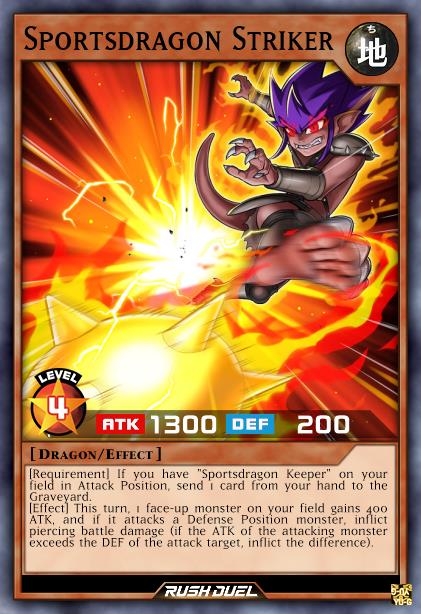 SPORTSDRAGON STRIKER
ち
地
LEVEL
4
ATK 1300 DEF 200
[DRAGON/EFFECT]
[Requirement] If you have "Sportsdragon Keeper" on your
field in Attack Position, send 1 card from your hand to the
Graveyard.
[Effect] This turn, 1 face-up monster on your field gains 400
ATK, and if it attacks a Defense Position monster, inflict
piercing battle damage (if the ATK of the attacking monster
exceeds the DEF of the attack target, inflict the difference).
RUSH DUEL